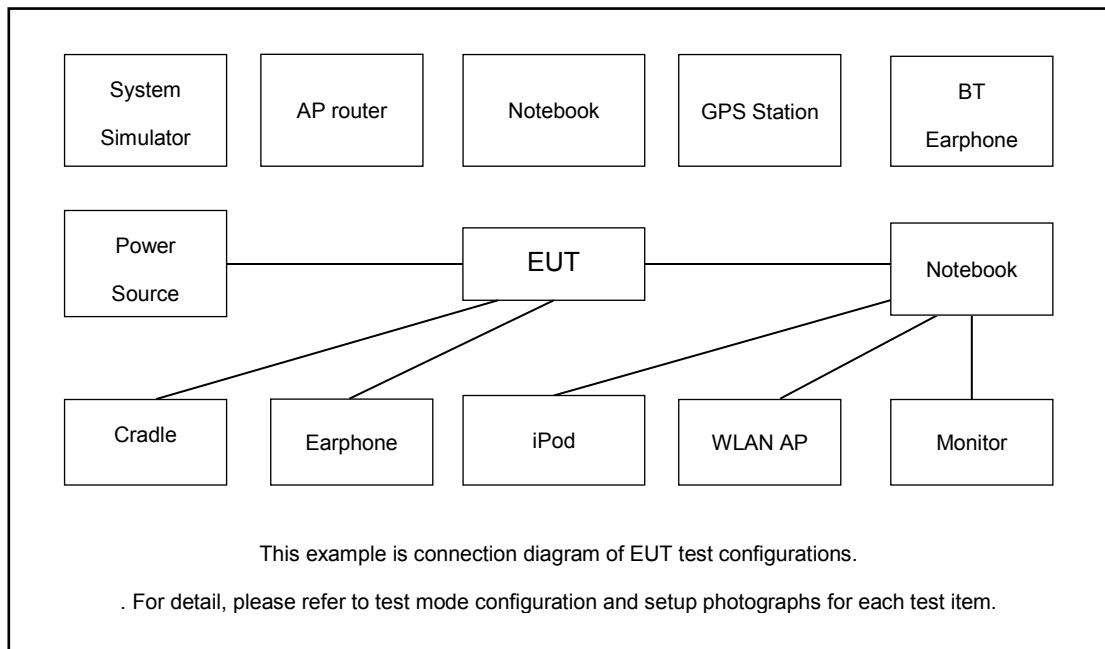 System
Simulator
AP router
Notebook
GPS Station
BT
Earphone
Power
Source
EUT
Notebook
Cradle
Earphone
iPod
WLAN AP
Monitor
This example is connection diagram of EUT test configurations.
. For detail, please refer to test mode configuration and setup photographs for each test item.